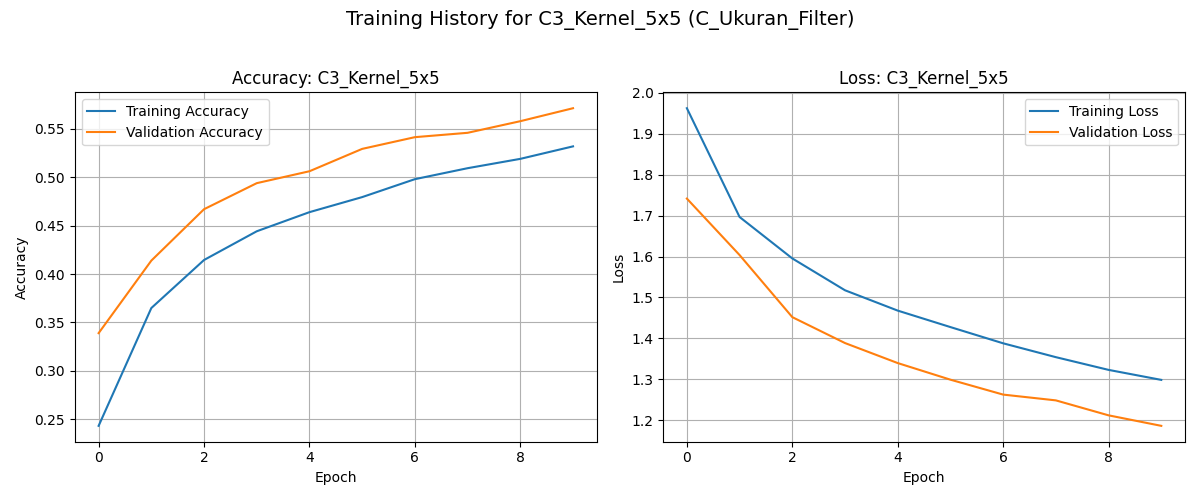 Training History for C3_Kernel_5x5 (C_Ukuran_Filter)
Accuracy: C3_Kernel_5x5
Training Accuracy
Validation Accuracy
0.55
0.50
0.45
0.40
0.35
0.30
0.25
Accuracy
0 2 4 6 8
Epoch
Loss: C3_Kernel_5x5
Training Loss
Validation Loss
2.0
1.9
1.8
1.7
1.6
1.5
1.4
1.3
1.2
Loss
0 2 4 6 8
Epoch